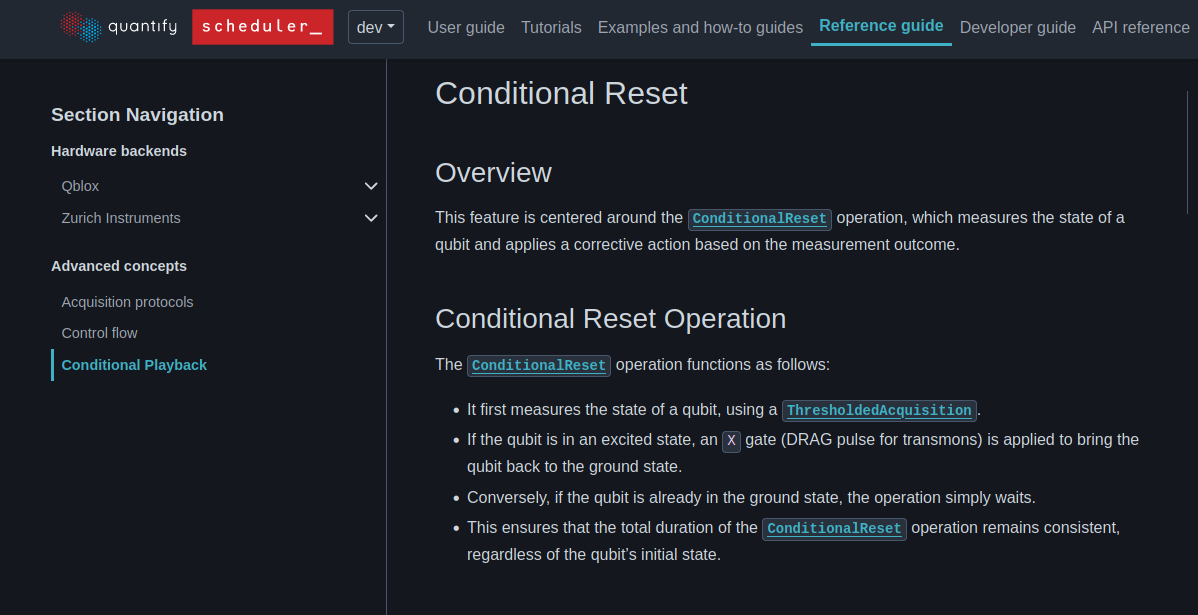 quantify scheduler_ dev User guide Tutorials Examples and how-to guides Reference guide Developer guide API reference
Section Navigation
Hardware backends
Qblox
Zurich Instruments
Advanced concepts
Acquisition protocols
Control flow
Conditional Playback
Conditional Reset
Overview
This feature is centered around the ConditionalReset operation, which measures the state of a
qubit and applies a corrective action based on the measurement outcome.
Conditional Reset Operation
The ConditionalReset operation functions as follows:
• It first measures the state of a qubit, using a ThresholdedAcquisition.
• If the qubit is in an excited state, an X gate (DRAG pulse for transmons) is applied to bring the
qubit back to the ground state.
• Conversely, if the qubit is already in the ground state, the operation simply waits.
• This ensures that the total duration of the ConditionalReset operation remains consistent,
regardless of the qubit's initial state.